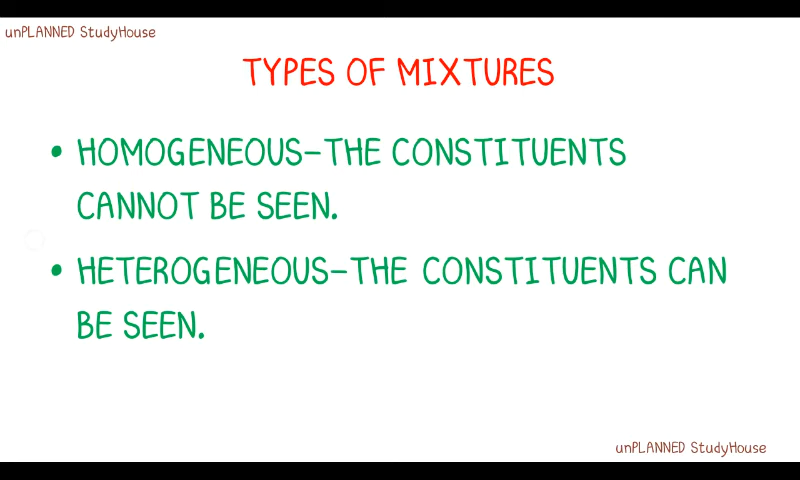 unPLANNED StudyHouse
TYPES OF MIXTURES
• HOMOGENEOUS-THE CONSTITUENTS
CANNOT BE SEEN.
• HETEROGENEOUS-THE CONSTITUENTS CAN
BE SEEN.
unPLANNED StudyHouse